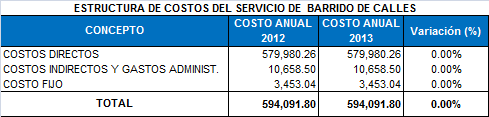 ESTRUCTURA DE COSTOS DEL SERVICIO DE BARRIDO DE CALLES
CONCEPTO COSTO ANUAL 2012 COSTO ANUAL 2013 Variación (%)
COSTOS DIRECTOS 579,980.26 579,980.26 0.00%
COSTOS INDIRECTOS Y GASTOS ADMINIST. 10,658.50 10,658.50 0.00%
COSTO FIJO 3,453.04 3,453.04 0.00%
TOTAL 594,091.80 594,091.80 0.00%